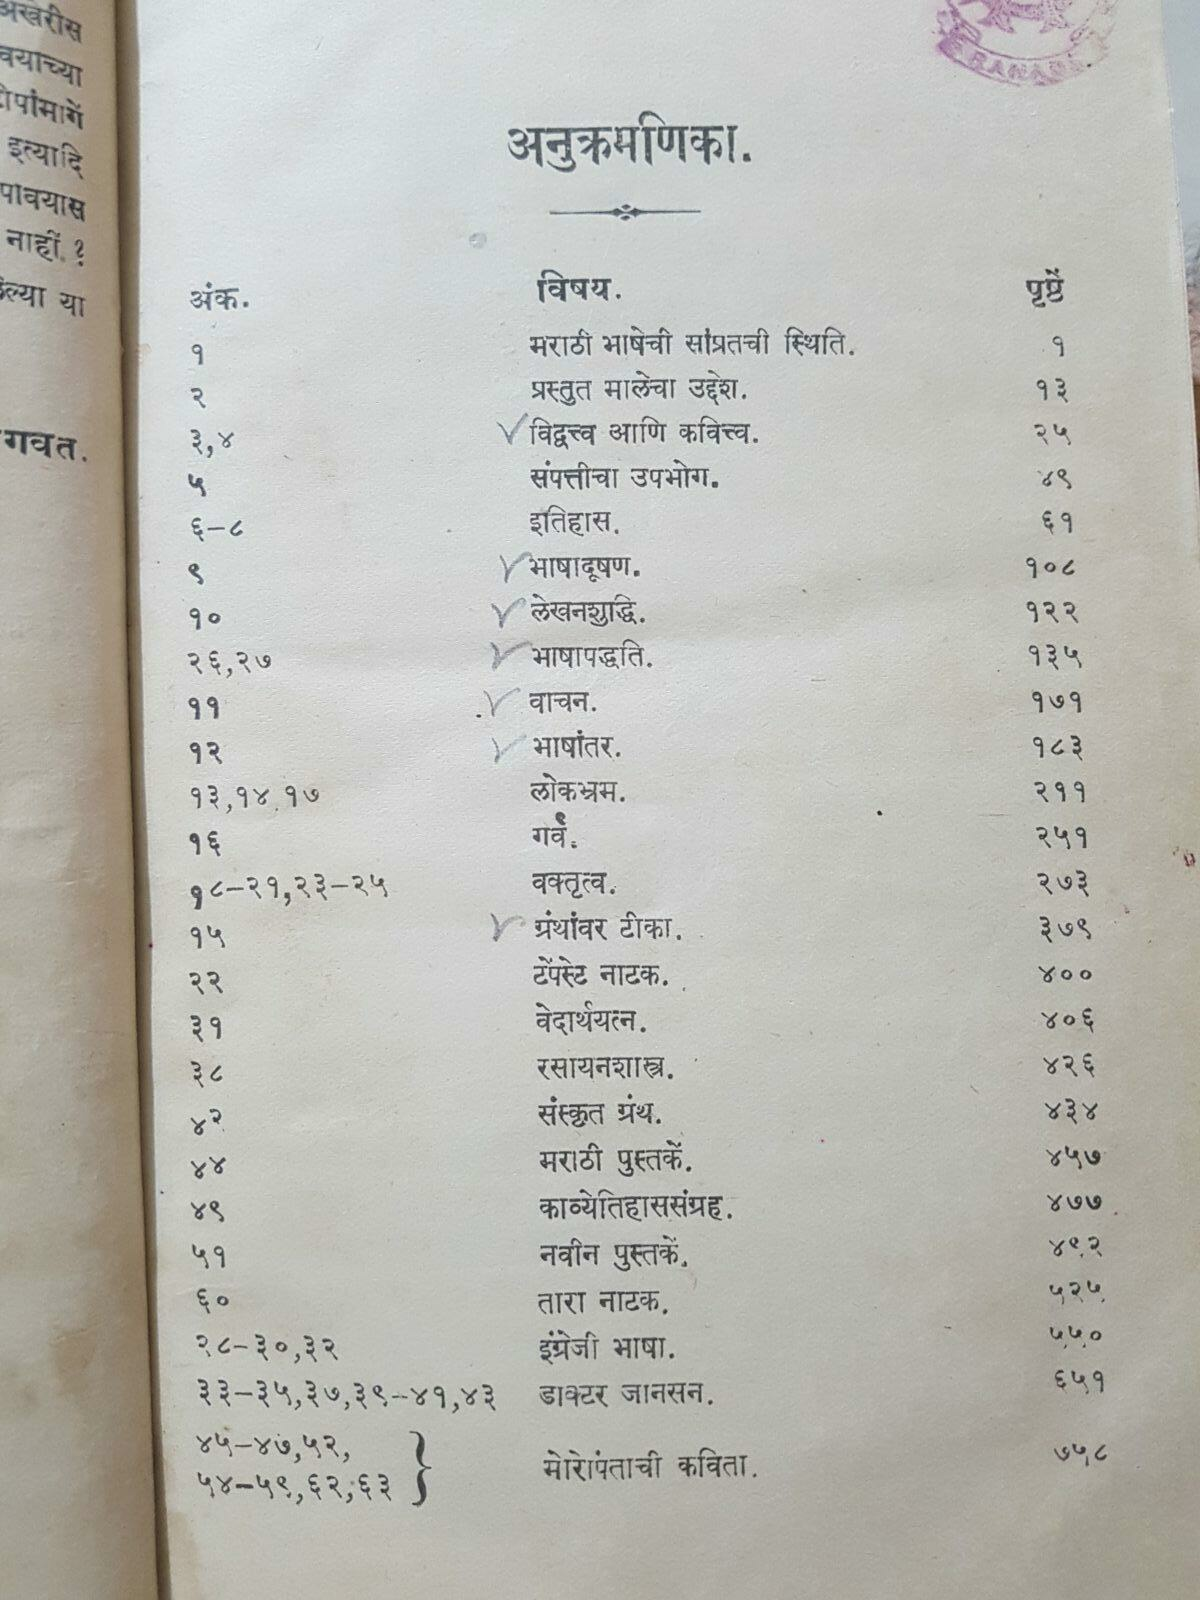 अखेरीस
वयाच्या
इत्यादि
नाहीं ?
या
RANADE
अनुक्रमणिका.
अंक. विषय. पृष्ठें
१ मराठी भाषेची सांप्रतची स्थिति. १
२ प्रस्तुत मालेचा उद्देश. १३
३,४ विद्वत्त्व आणि कवित्त्व. २५
५ संपत्तीचा उपभोग. ४९
६–८ इतिहास. ६१
९ भाषादूषण. १०८
१० लेखनशुद्धि. १२२
२६,२७ भाषापद्धति. १३५
११ वाचन. १७१
१२ भाषांतर. १८३
१३,१४ १७ लोकभ्रम. २११
१६ गर्व. २५१
१८–२१,२३–२५ वक्तृत्व. २७३
१५ ग्रंथांवर टीका. ३७९
२२ टेंपेस्ट नाटक. ४००
३१ वेदार्थयत्न. ४०६
३८ रसायनशास्त्र. ४२६
४२ संस्कृत ग्रंथ. ४३४
४४ मराठी पुस्तकें. ४५७
४९ काव्येतिहाससंग्रह. ४७७
५१ नवीन पुस्तकें. ४९२
६० तारा नाटक. ५२५
२८–३०,३२ इंग्रेजी भाषा. ५५०
३३–३५,३७,३९–४१,४३ डाक्टर जानसन. ६५१
४५–४७,५२,
५४–५९,६२,६३ } मोरोपंताची कविता. ७५८